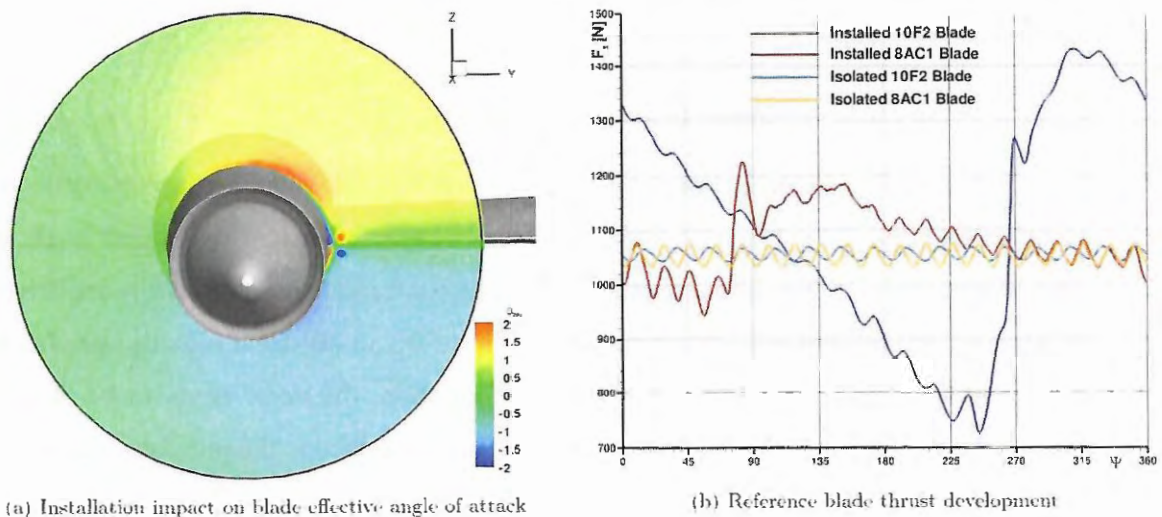 Z
Y
X
2
1.5
1
0.5
0
-0.5
-1
-1.5
-2
(a) Installation impact on blade effective angle of attack
1500
1400
1300
1200
1100
1000
900
800
700
0 45 90 135 180 225 270 315 Ψ 360
Installed 10F2 Blade
Installed 8AC1 Blade
Isolated 10F2 Blade
Isolated 8AC1 Blade
(b) Reference blade thrust development